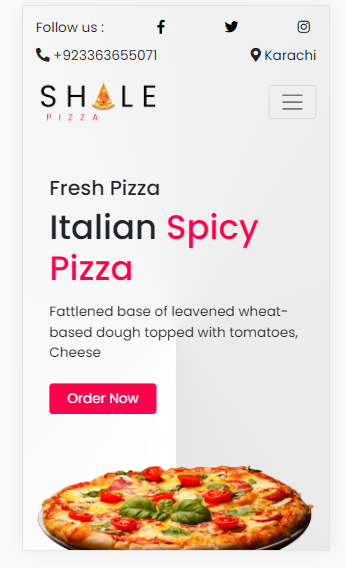 Follow us :
+923363655071 Karachi
SHALE
PIZZA
Fresh Pizza
Italian Spicy
Pizza
Fattlened base of leavened wheat-
based dough topped with tomatoes,
Cheese
Order Now